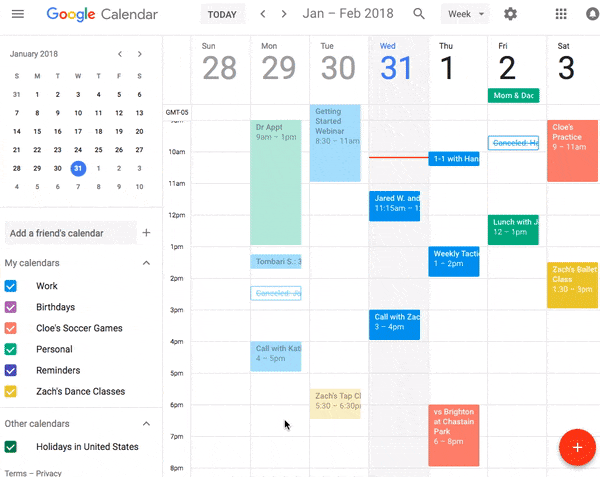 Google Calendar TODAY Jan – Feb 2018 Week
January 2018
S M T W T F S
31 1 2 3 4 5 6
7 8 9 10 11 12 13
14 15 16 17 18 19 20
21 22 23 24 25 26 27
28 29 30 31 1 2 3
4 5 6 7 8 9 10
Add a friend's calendar
My calendars
Work
Birthdays
Cloe's Soccer Games
Personal
Reminders
Zach's Dance Classes
Other calendars
Holidays in United States
Terms – Privacy
Sun Mon Tue Wed Thu Fri Sat
28 29 30 31 1 2 3
Mom & Dad
GMT-05
9am
10am
11am
12pm
1pm
2pm
3pm
4pm
5pm
6pm
7pm
8pm
Dr Appt
9am – 1pm
Tombari S.: 3
Canceled: Ji
Call with Kati
4 – 5pm
Getting
Started
Webinar
8:30 – 11am
Zach's Tap Cl
5:30 – 6:30p
Jared W. and
11:15am – 1
Call with Zac
3 – 4pm
1-1 with Han
Weekly Tactic
1 – 2pm
vs Brighton
at Chastain
Park
6 – 8pm
Canceled: Ho
Lunch with J
12 – 1pm
Cloe's
Practice
9 – 11am
Zach's Ballet
Class
1:30 – 3pm